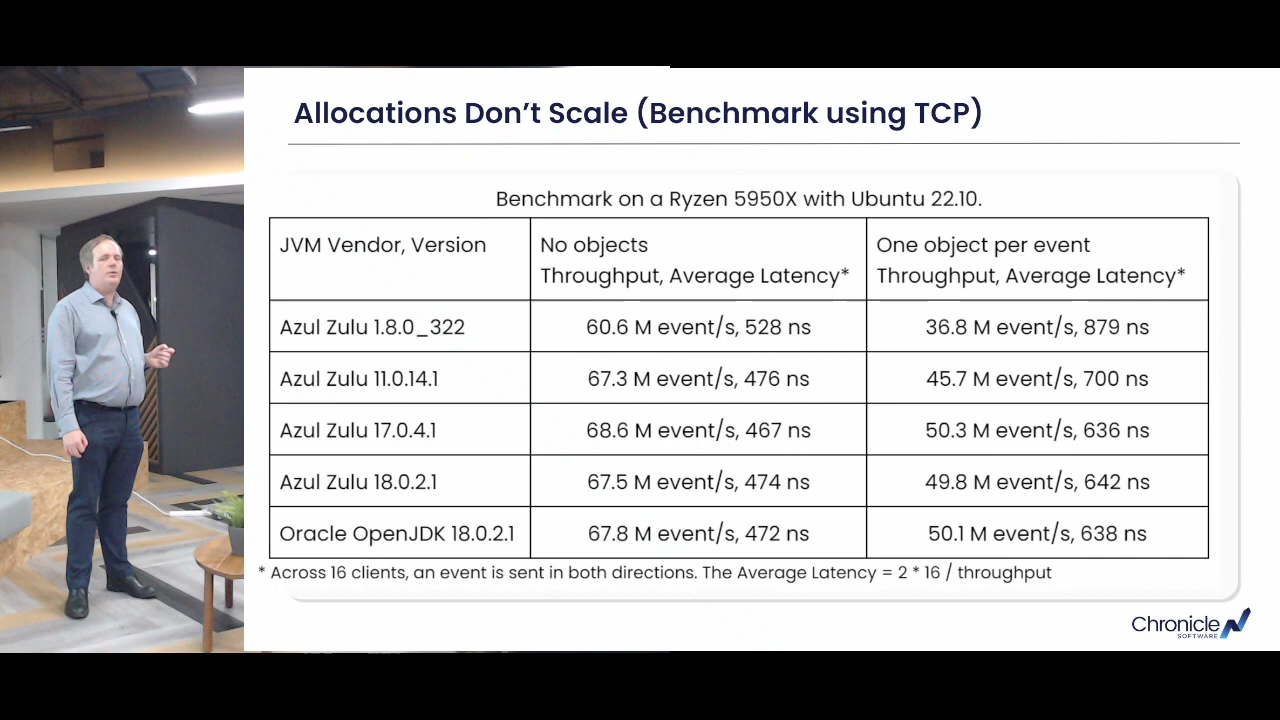 Allocations Don't Scale (Benchmark using TCP)
Benchmark on a Ryzen 5950X with Ubuntu 22.10.
JVM Vendor, Version
No objects
Throughput, Average Latency*
One object per event
Throughput, Average Latency*
Azul Zulu 1.8.0_322
60.6 M event/s, 528 ns
36.8 M event/s, 879 ns
Azul Zulu 11.0.14.1
67.3 M event/s, 476 ns
45.7 M event/s, 700 ns
Azul Zulu 17.0.4.1
68.6 M event/s, 467 ns
50.3 M event/s, 636 ns
Azul Zulu 18.0.2.1
67.5 M event/s, 474 ns
49.8 M event/s, 642 ns
Oracle OpenJDK 18.0.2.1
67.8 M event/s, 472 ns
50.1 M event/s, 638 ns
* Across 16 clients, an event is sent in both directions. The Average Latency = 2 * 16 / throughput
Chronicle
SOFTWARE